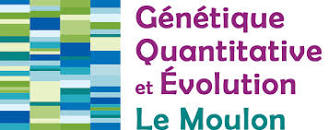 Génétique
Quantitative
et Évolution
Le Moulon